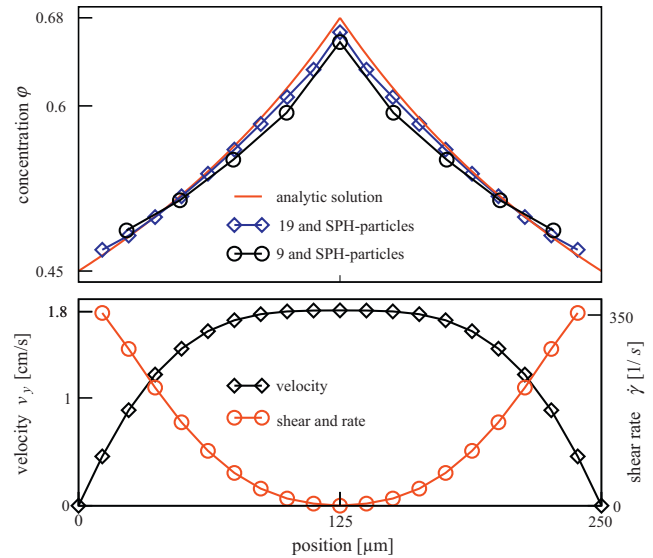 0.68
0.6
0.45
concentration φ
analytic solution
19 and SPH-particles
9 and SPH-particles
1.8
1
0
velocity v_y [cm/s]
velocity
shear and rate
350
0
shear rate γ̇ [1/ s]
0
125
250
position [μm]